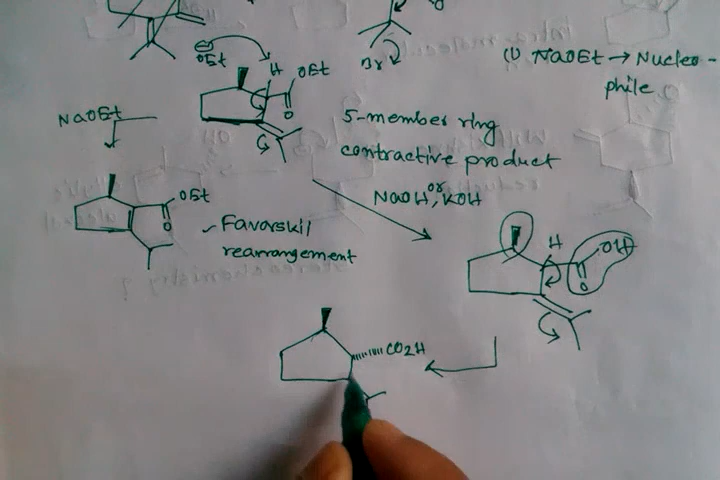 Br
(i) NaOEt → Nucleo-
phile
⊖
OEt
H
OEt
O
NaOEt
5-member ring
contractive product
NaOH or, KOH
OEt
O
Favorskii
rearrangement
H
OH
O
CO2H